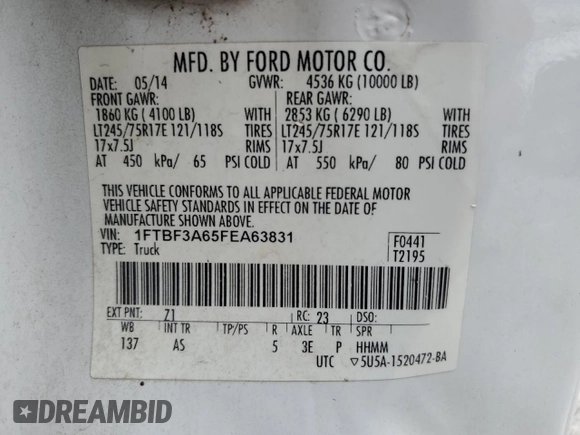 MFD. BY FORD MOTOR CO.
DATE: 05/14 GVWR: 4536 KG (10000 LB)
FRONT GAWR: REAR GAWR:
1860 KG ( 4100 LB) WITH 2853 KG ( 6290 LB) WITH
LT245/75R17E 121/118S TIRES LT245/75R17E 121/118S TIRES
17x7.5J RIMS 17x7.5J RIMS
AT 450 kPa/ 65 PSI COLD AT 550 kPa/ 80 PSI COLD
THIS VEHICLE CONFORMS TO ALL APPLICABLE FEDERAL MOTOR
VEHICLE SAFETY STANDARDS IN EFFECT ON THE DATE OF
MANUFACTURE SHOWN ABOVE.
VIN: 1FTBF3A65FEA63831 F0441
TYPE: Truck T2195
EXT PNT: Z1 RC: 23 DSO:
WB INT TR TP/PS R AXLE TR SPR
137 AS 5 3E P HHMM
UTC ▽5U5A-1520472-BA
DREAMBID